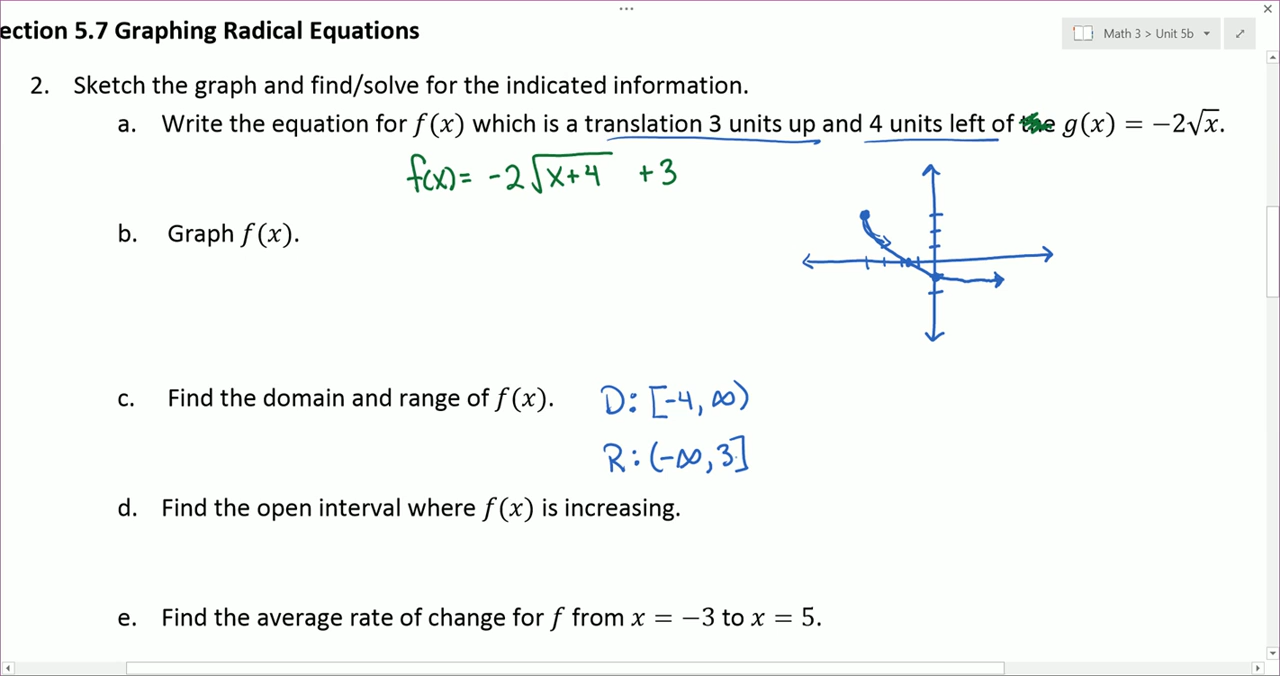 ection 5.7 Graphing Radical Equations
Math 3 > Unit 5b
2. Sketch the graph and find/solve for the indicated information.
a. Write the equation for f(x) which is a translation 3 units up and 4 units left of the g(x) = −2√x.
f(x) = -2√(x+4) +3
b. Graph f(x).
c. Find the domain and range of f(x). D: [-4, ∞)
R: (-∞, 3]
d. Find the open interval where f(x) is increasing.
e. Find the average rate of change for f from x = −3 to x = 5.